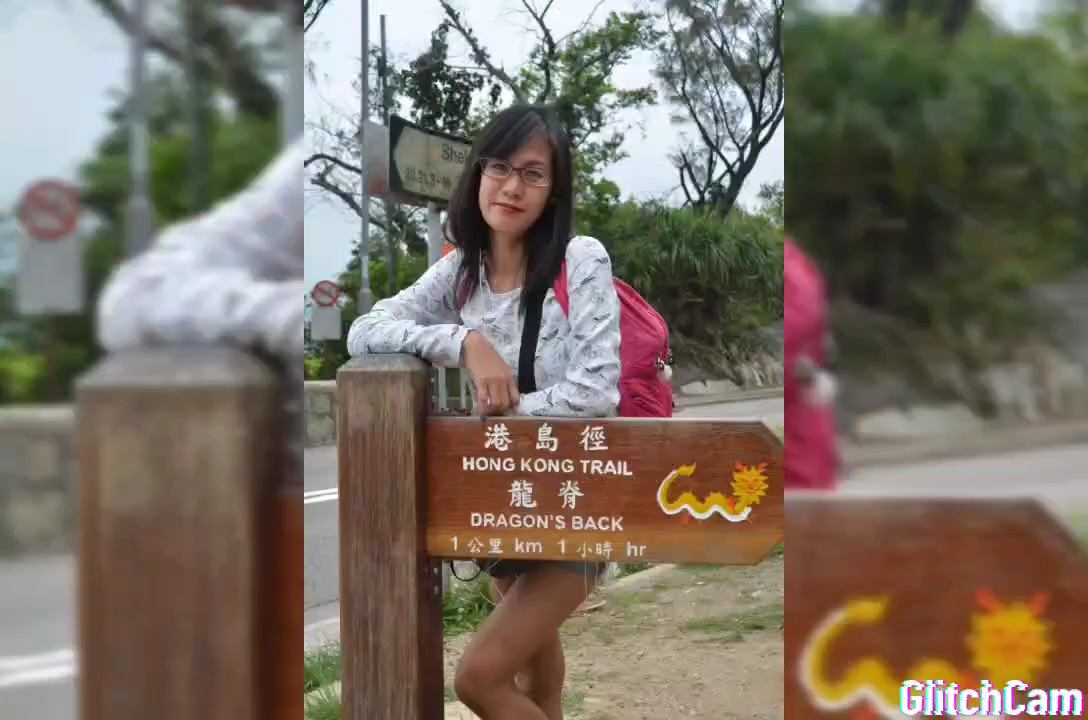 Shek
港島徑
HONG KONG TRAIL
龍脊
DRAGON'S BACK
1 公里 km 1 小時 hr
GlitchCam